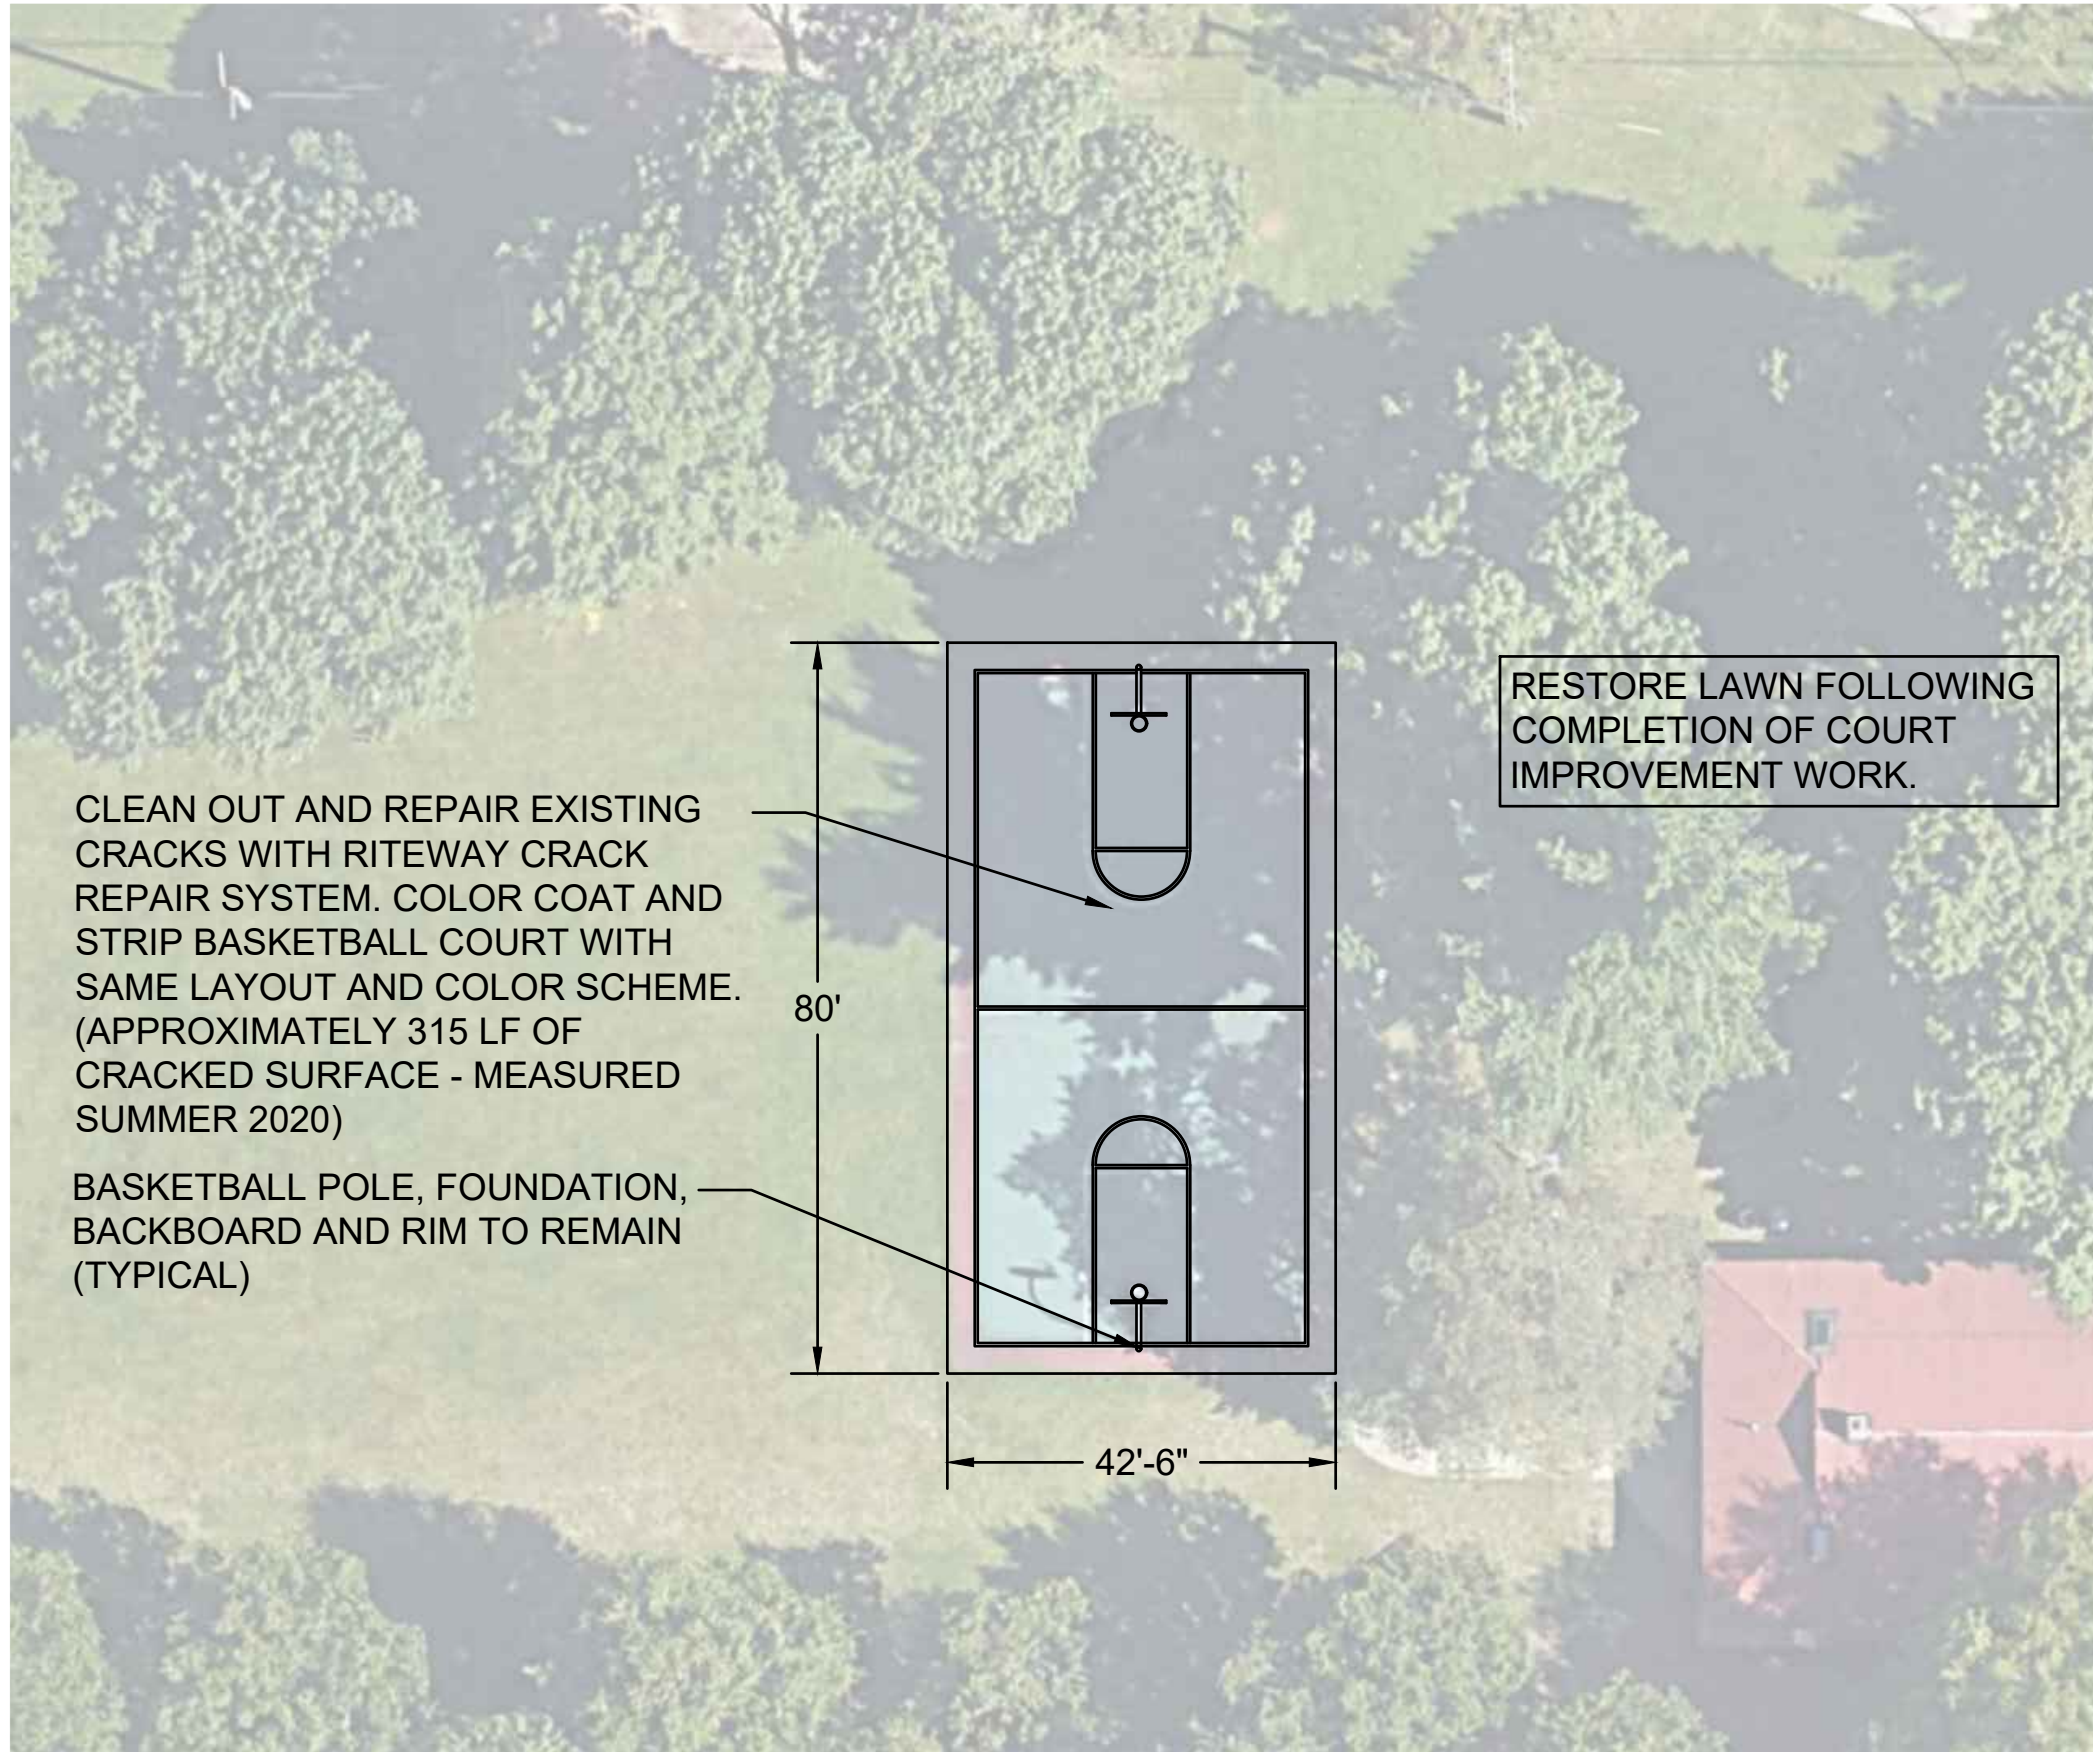 CLEAN OUT AND REPAIR EXISTING
CRACKS WITH RITEWAY CRACK
REPAIR SYSTEM. COLOR COAT AND
STRIP BASKETBALL COURT WITH
SAME LAYOUT AND COLOR SCHEME.
(APPROXIMATELY 315 LF OF
CRACKED SURFACE - MEASURED
SUMMER 2020)
BASKETBALL POLE, FOUNDATION,
BACKBOARD AND RIM TO REMAIN
(TYPICAL)
80'
42'-6"
RESTORE LAWN FOLLOWING
COMPLETION OF COURT
IMPROVEMENT WORK.